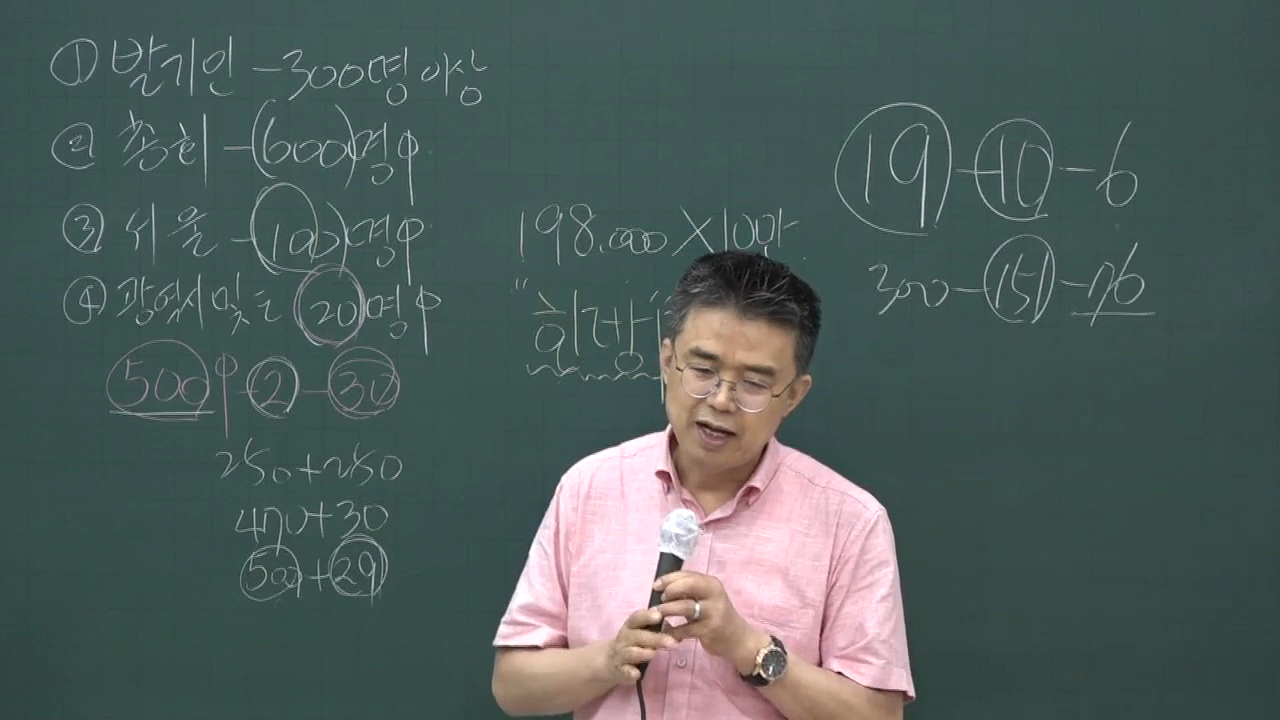 ① 발기인 - 300명 이상
② 총회 - (600)명↑
③ 서울 - (100)명↑
④ 광역시 및 도 (20)명↑
500↑ - ② - ㉚
250+250
470+30
500+29
198.000 X 10만
"회장
19 - 10 - 6
300 - 151 - 76